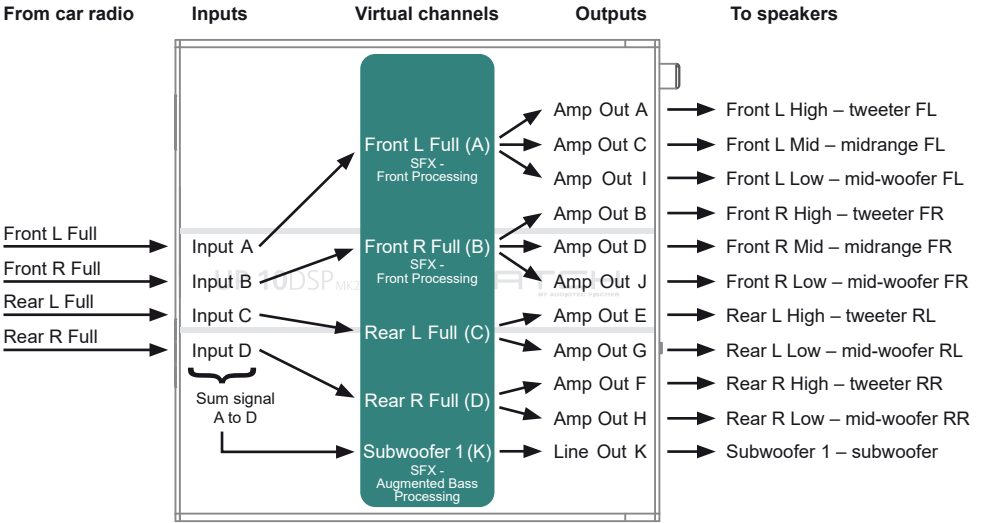 From car radio
Inputs
Virtual channels
Outputs
To speakers
Front L Full
Front R Full
Rear L Full
Rear R Full
Input A
Input B
Input C
Input D
Sum signal
A to D
Front L Full (A)
SFX -
Front Processing
Front R Full (B)
SFX -
Front Processing
Rear L Full (C)
Rear R Full (D)
Subwoofer 1 (K)
SFX -
Augmented Bass
Processing
Amp Out A
Amp Out C
Amp Out I
Amp Out B
Amp Out D
Amp Out J
Amp Out E
Amp Out G
Amp Out F
Amp Out H
Line Out K
Front L High – tweeter FL
Front L Mid – midrange FL
Front L Low – mid-woofer FL
Front R High – tweeter FR
Front R Mid – midrange FR
Front R Low – mid-woofer FR
Rear L High – tweeter RL
Rear L Low – mid-woofer RL
Rear R High – tweeter RR
Rear R Low – mid-woofer RR
Subwoofer 1 – subwoofer
UP 10DSP MK2